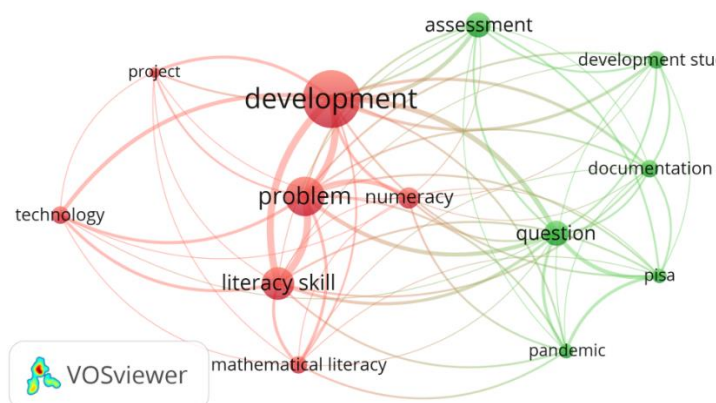 assessment
project
development stu
development
documentation
problem
numeracy
technology
question
literacy skill
pisa
pandemic
mathematical literacy
VOSviewer